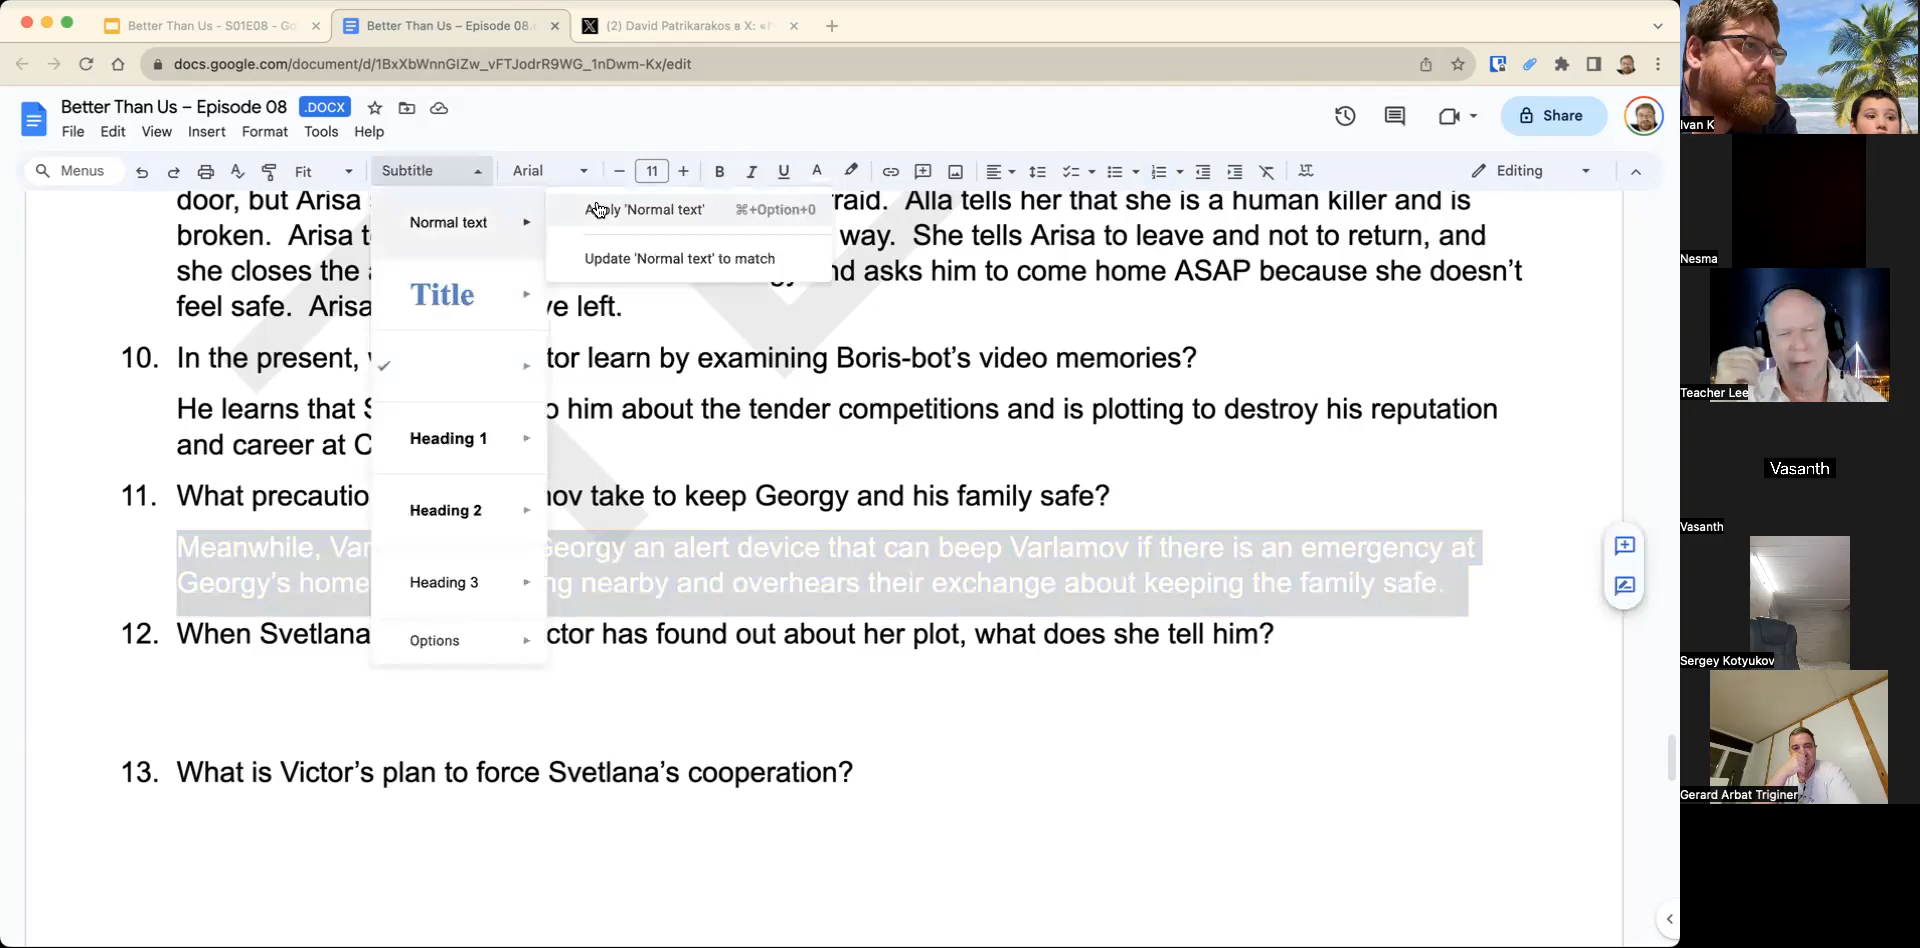 Better Than Us - S01E08 - Go
Better Than Us – Episode 08.
(2) David Patrikarakos в X:
docs.google.com/document/d/1BxXbWnnGIZw_vFTJodrR9WG_1nDwm-Kx/edit
Better Than Us – Episode 08 .DOCX
Share
File Edit View Insert Format Tools Help
Menus Fit Subtitle Arial 11 Editing
door, but Arisa raid. Alla tells her that she is a human killer and is
Normal text
Apply 'Normal text' ⌘+Option+0
broken. Arisa t way. She tells Arisa to leave and not to return, and
Update 'Normal text' to match
she closes the nd asks him to come home ASAP because she doesn't
Title
feel safe. Arisa ve left.
10. In the present, tor learn by examining Boris-bot's video memories?
He learns that S o him about the tender competitions and is plotting to destroy his reputation
Heading 1
and career at C
11. What precautio nov take to keep Georgy and his family safe?
Heading 2
Meanwhile, Var Georgy an alert device that can beep Varlamov if there is an emergency at
Heading 3
Georgy's home ng nearby and overhears their exchange about keeping the family safe.
12. When Svetlana ctor has found out about her plot, what does she tell him?
Options
13. What is Victor's plan to force Svetlana's cooperation?
Ivan K
Nesma
Teacher Lee
Vasanth
Vasanth
Sergey Kotyukov
Gerard Arbat Triginer